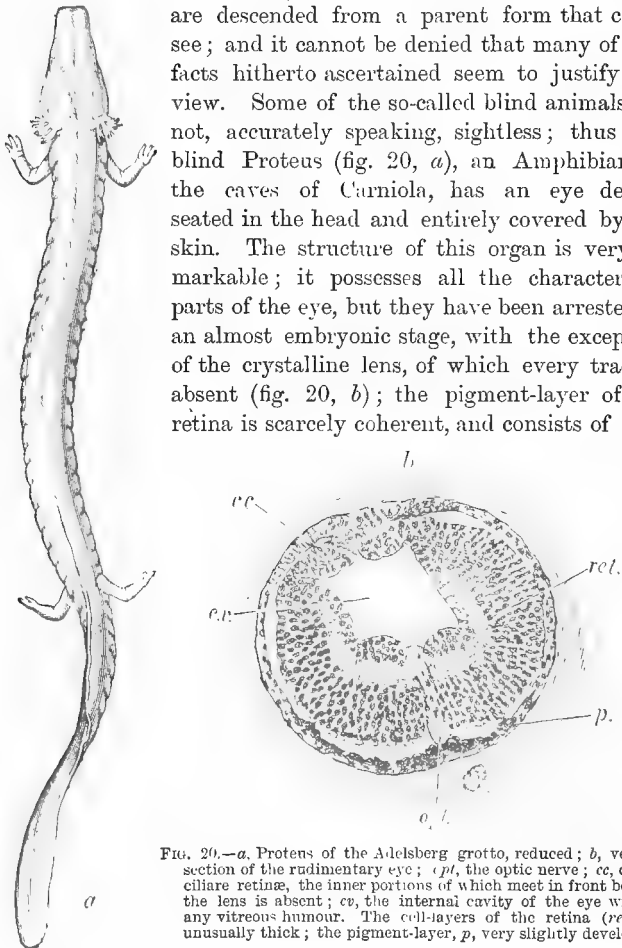 are descended from a parent form that c
see; and it cannot be denied that many of
facts hitherto ascertained seem to justify
view. Some of the so-called blind animals
not, accurately speaking, sightless; thus
blind Proteus (fig. 20, a), an Amphibian
the caves of Carniola, has an eye de
seated in the head and entirely covered by
skin. The structure of this organ is very
markable; it possesses all the character
parts of the eye, but they have been arreste
an almost embryonic stage, with the excep
of the crystalline lens, of which every tra
absent (fig. 20, b); the pigment-layer of
retina is scarcely coherent, and consists of
b
cc.
ret.
c.v.
p.
a
FIG. 20.—a, Proteus of the Adelsberg grotto, reduced; b, ve
section of the rudimentary eye; opt, the optic nerve; cc, c
ciliare retinæ, the inner portions of which meet in front be
the lens is absent; cv, the internal cavity of the eye w
any vitreous humour. The cell-layers of the retina (re
unusually thick; the pigment-layer, p, very slightly devel